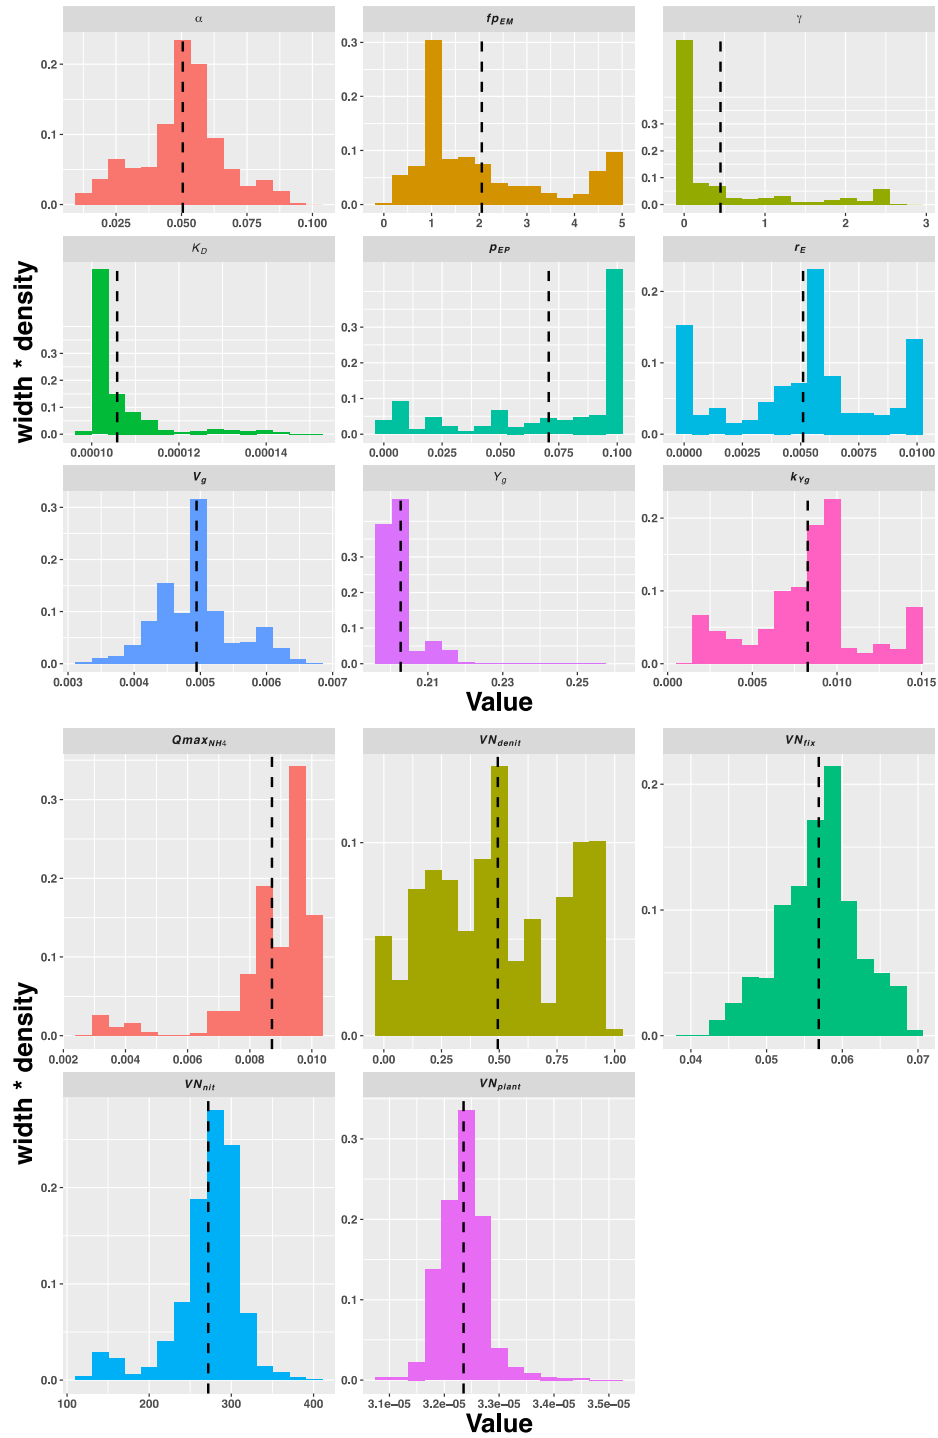 α fp_EM γ
0.2 0.3
0.1 0.2 0.3
0.1 0.2
0.1
0.0 0.0 0.0
0.025 0.050 0.075 0.100 0 1 2 3 4 5 0 1 2 3
K_D p_EP r_E
0.3 0.3 0.2
0.2 0.2
0.1 0.1 0.1
0.0 0.0 0.0
0.00010 0.00012 0.00014 0.000 0.025 0.050 0.075 0.100 0.0000 0.0025 0.0050 0.0075 0.0100
width * density
V_g Y_g k_Yg
0.3 0.3 0.2
0.2 0.2
0.1 0.1 0.1
0.0 0.0 0.0
0.003 0.004 0.005 0.006 0.007 0.21 0.23 0.25 0.000 0.005 0.010 0.015
Value
Qmax_NH4 VN_denit VN_fix
0.3 0.2
0.2 0.1
0.1 0.1
0.0 0.0 0.0
0.002 0.004 0.006 0.008 0.010 0.00 0.25 0.50 0.75 1.00 0.04 0.05 0.06 0.07
width * density
VN_nit VN_plant
0.3
0.2 0.2
0.1 0.1
0.0 0.0
100 200 300 400 3.1e−05 3.2e−05 3.3e−05 3.4e−05 3.5e−05
Value